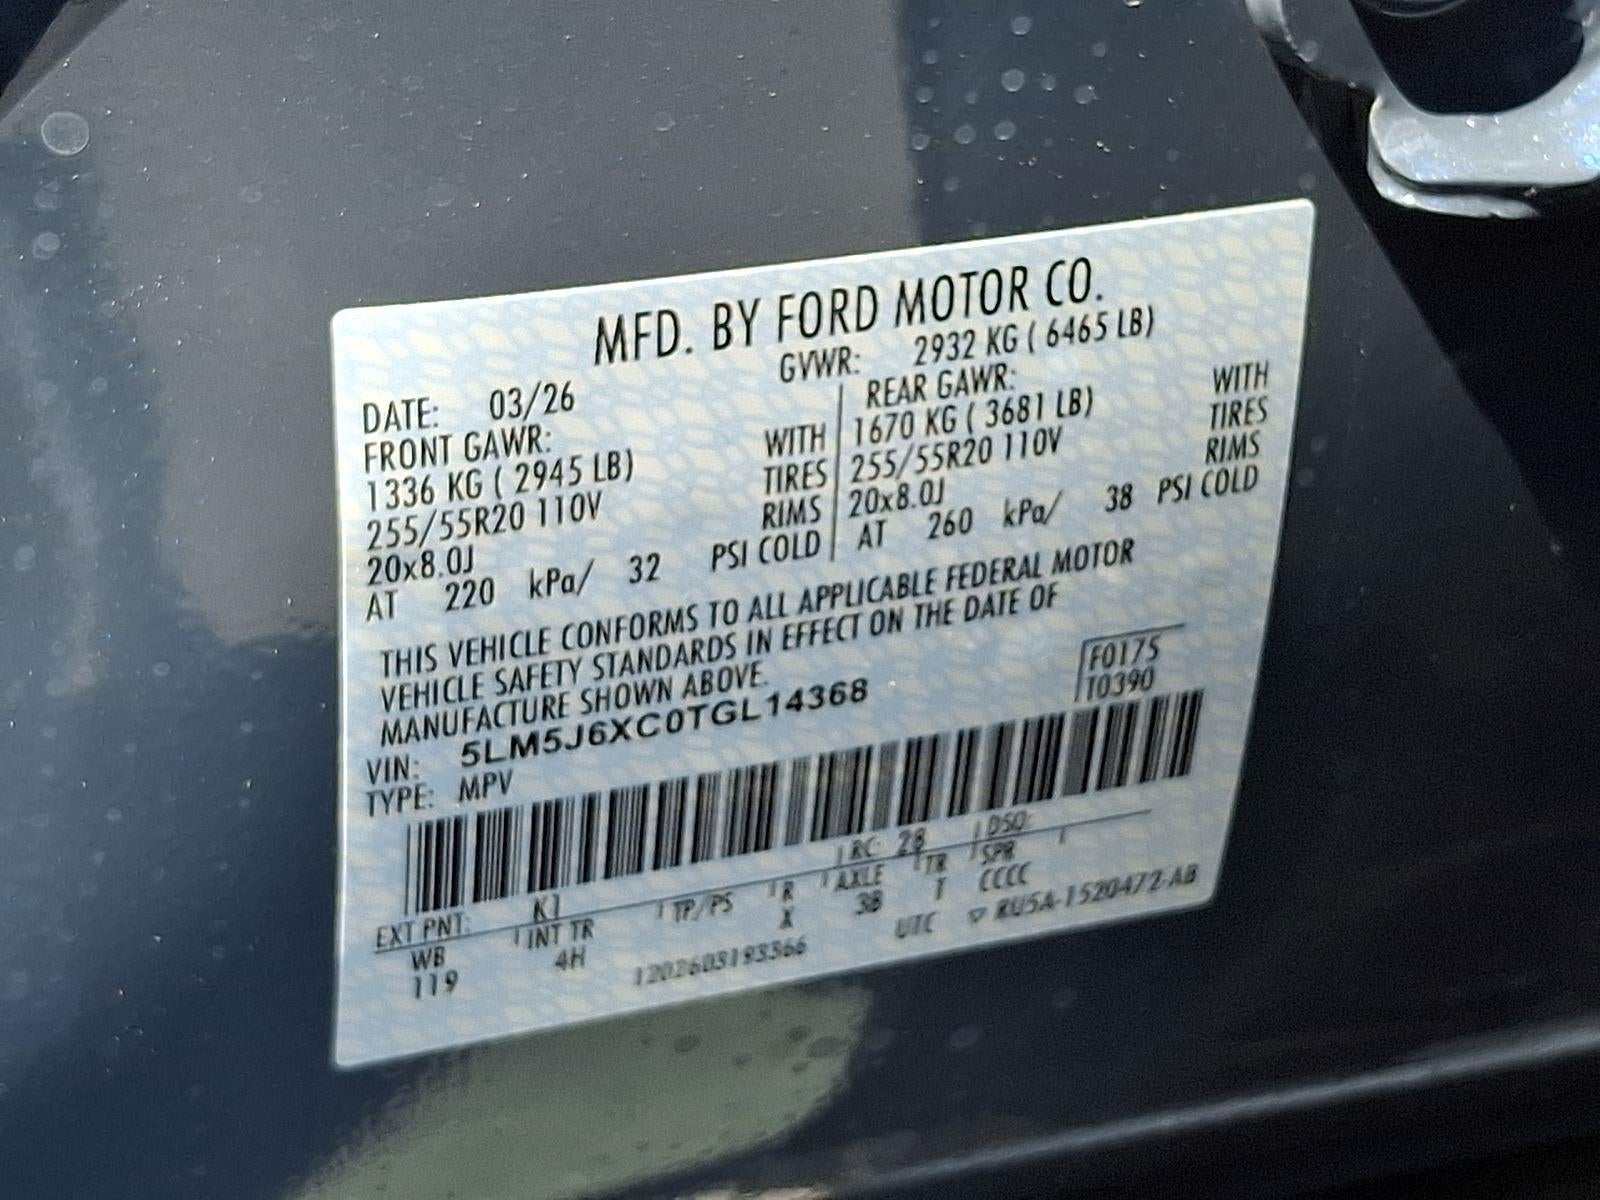 MFD. BY FORD MOTOR CO.
DATE: 03/26 GVWR: 2932 KG ( 6465 LB)
FRONT GAWR: REAR GAWR:
1336 KG ( 2945 LB) WITH 1670 KG ( 3681 LB) WITH
255/55R20 110V TIRES 255/55R20 110V TIRES
20x8.0J RIMS 20x8.0J RIMS
AT 220 kPa/ 32 PSI COLD AT 260 kPa/ 38 PSI COLD
THIS VEHICLE CONFORMS TO ALL APPLICABLE FEDERAL MOTOR
VEHICLE SAFETY STANDARDS IN EFFECT ON THE DATE OF
MANUFACTURE SHOWN ABOVE.
VIN: 5LM5J6XC0TGL14368 F0175
TYPE: MPV T0390
EXT PNT: K1 RC: 28 DSO:
WB INT TR TP/PS R AXLE TR SPR
119 4H X 3B T CCCC
1202603193366 UTC ▽ RU5A-1520472-AB